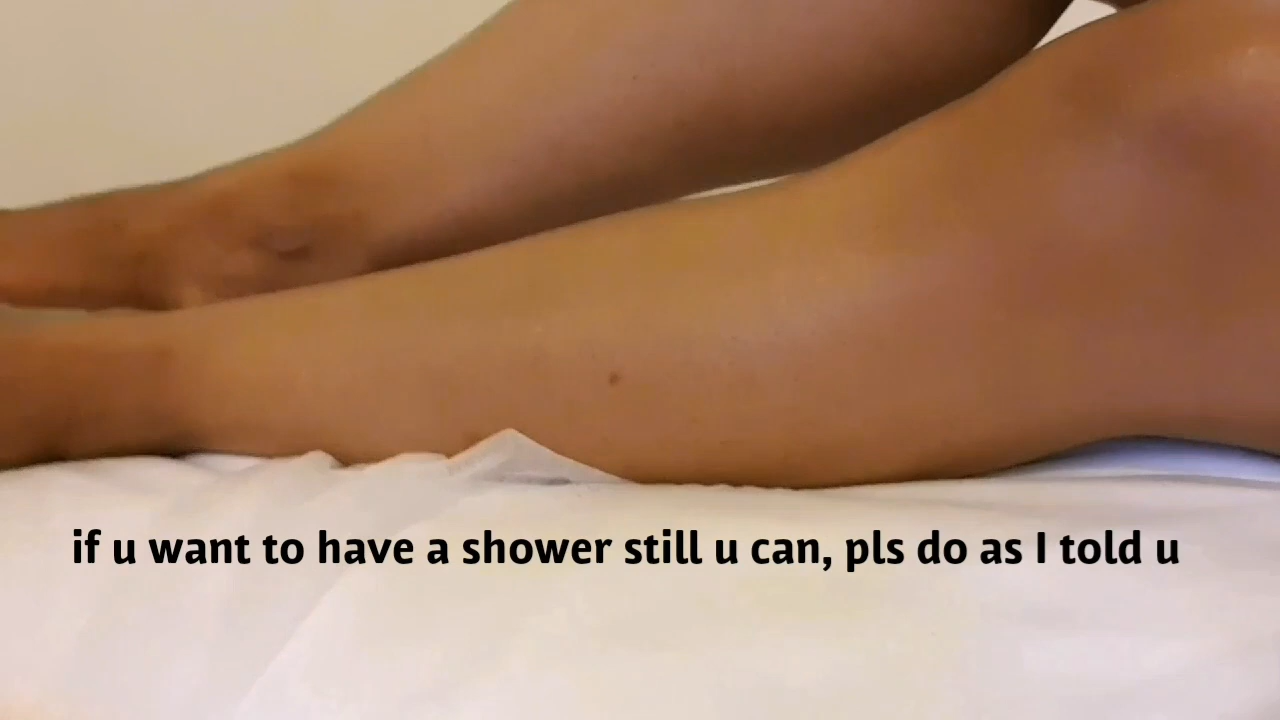 if u want to have a shower still u can, pls do as I told u